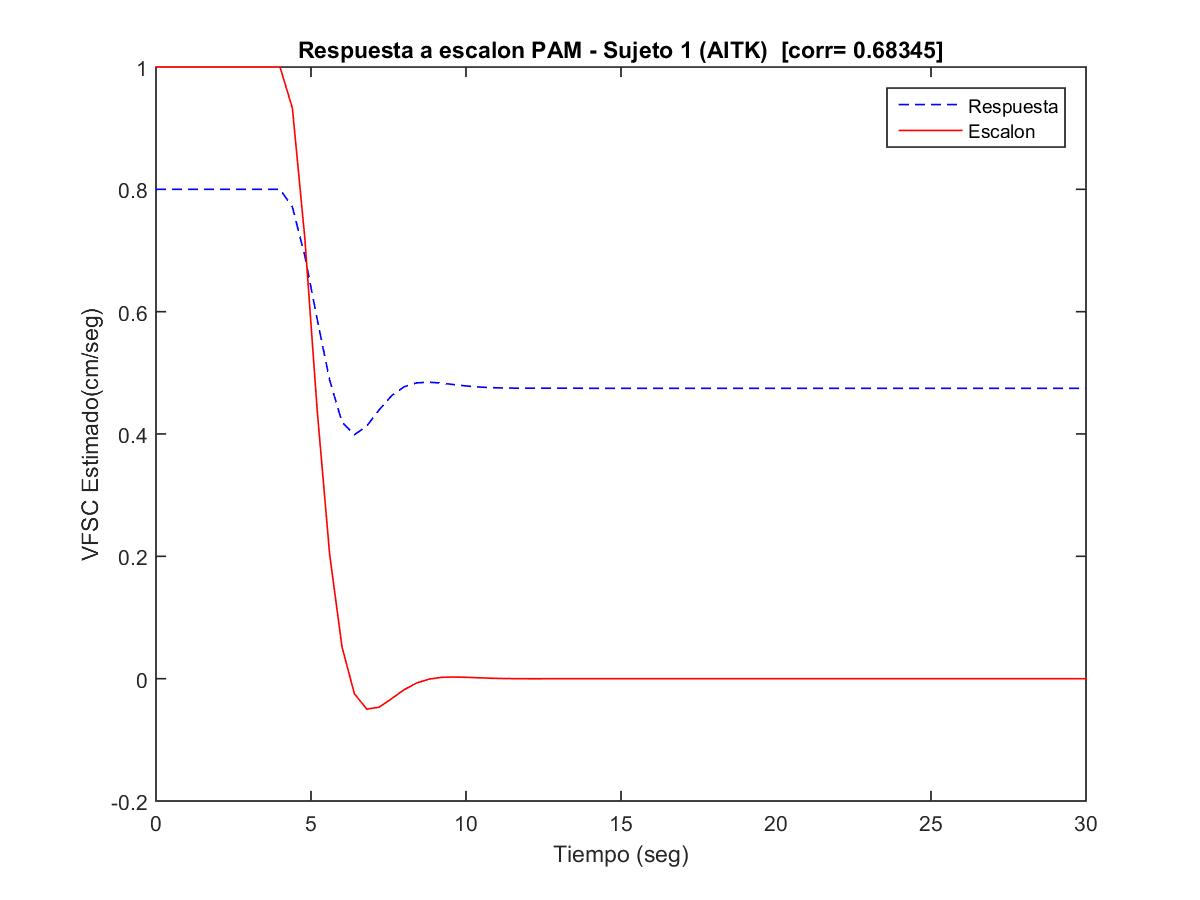 Respuesta a escalon PAM - Sujeto 1 (AITK)  [corr= 0.68345]
Respuesta
Escalon
VFSC Estimado(cm/seg)
1
0.8
0.6
0.4
0.2
0
-0.2
0 5 10 15 20 25 30
Tiempo (seg)